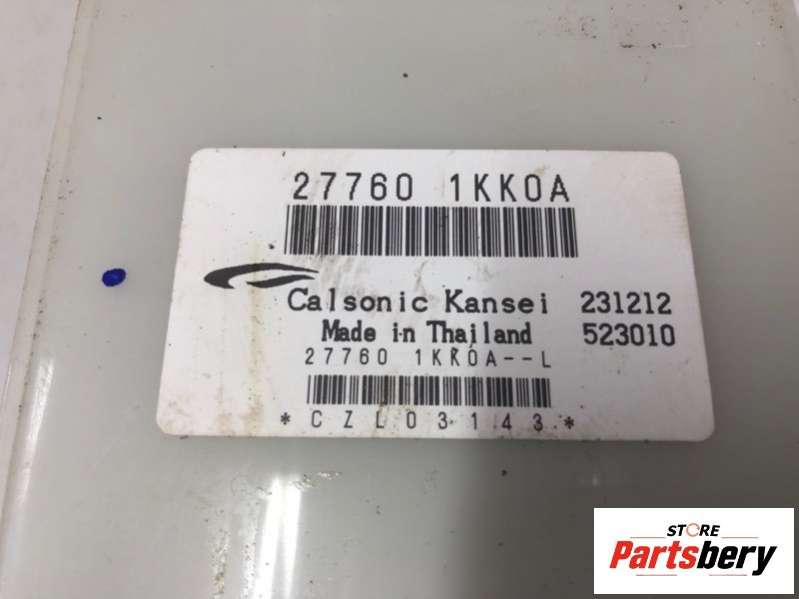 27760 1KK0A
Calsonic Kansei 231212
Made in Thailand 523010
27760 1KK0A--L
*CZL03143*
STORE
Partsbery